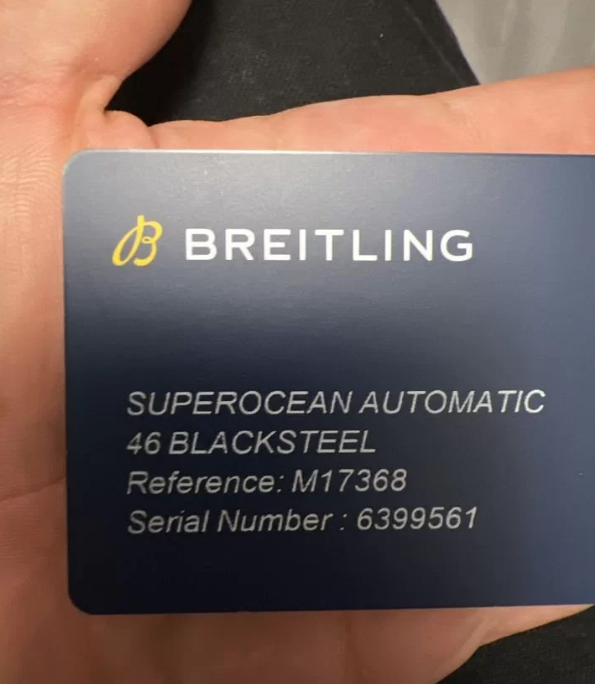 B BREITLING
SUPEROCEAN AUTOMATIC
46 BLACKSTEEL
Reference: M17368
Serial Number : 6399561